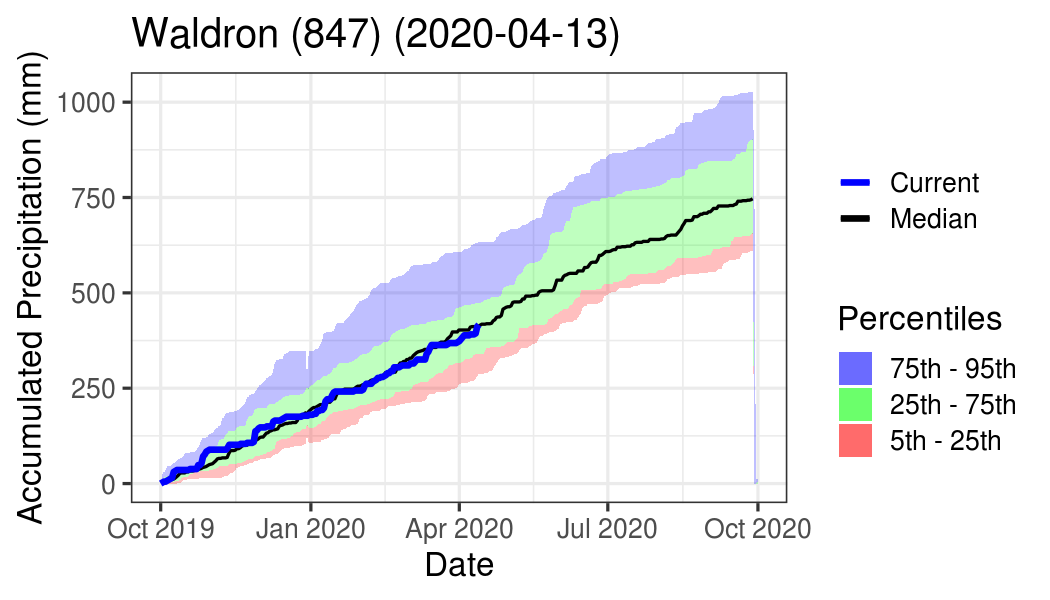 Waldron (847) (2020-04-13)
Accumulated Precipitation (mm)
1000
750
500
250
0
Oct 2019 Jan 2020 Apr 2020 Jul 2020 Oct 2020
Date
Current
Median
Percentiles
75th - 95th
25th - 75th
5th - 25th